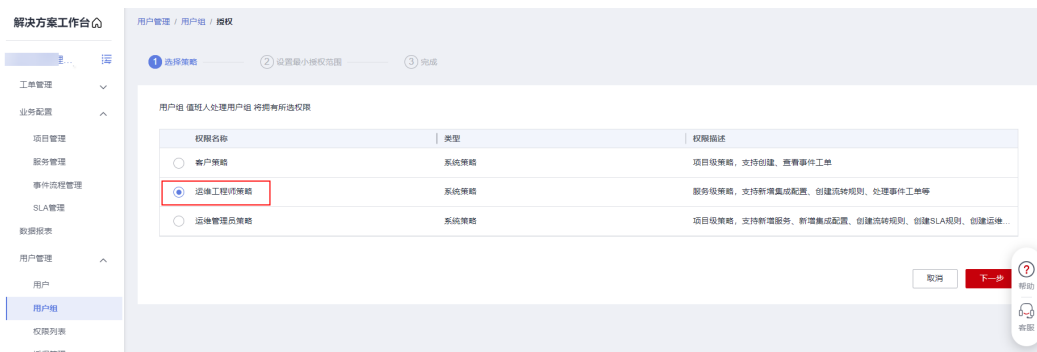 解决方案工作台
用户管理 / 用户组 / 授权
1 选择策略
2 设置最小授权范围
3 完成
工单管理
业务配置
项目管理
服务管理
事件流程管理
SLA管理
数据报表
用户管理
用户
用户组
权限列表
用户组 值班人处理用户组 将拥有所选权限
权限名称 类型 权限描述
客户策略 系统策略 项目级策略，支持创建、查看事件工单
运维工程师策略 系统策略 服务级策略，支持新增集成配置、创建流转规则、处理事件工单等
运维管理员策略 系统策略 项目级策略，支持新增服务、新增集成配置、创建流转规则、创建SLA规则、创建运维...
取消 下一步
帮助
客服